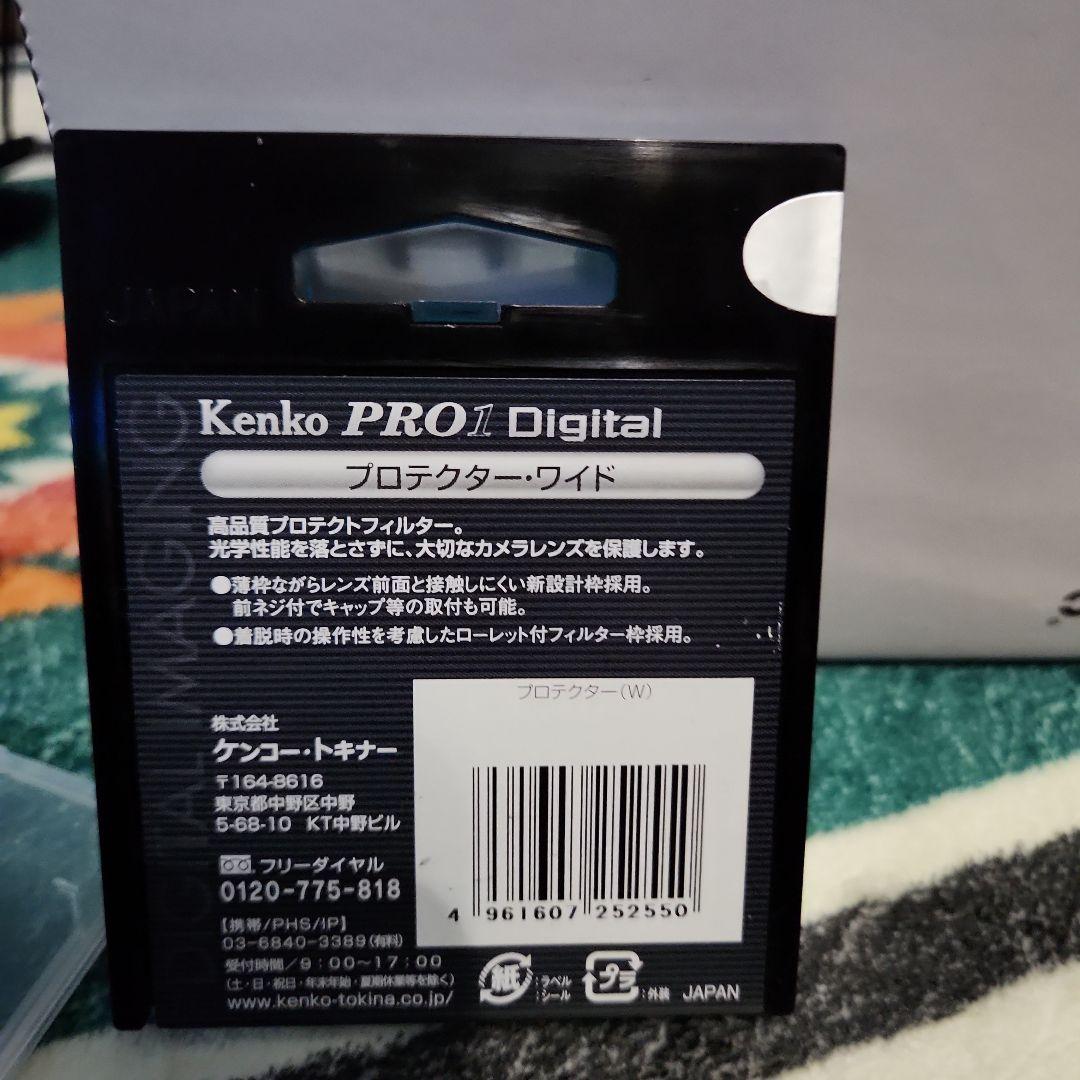 JAPAN
Kenko PRO1 Digital
プロテクター・ワイド
高品質プロテクトフィルター。
光学性能を落とさずに、大切なカメラレンズを保護します。
●薄枠ながらレンズ前面と接触しにくい新設計枠採用。
前ネジ付でキャップ等の取付も可能。
●着脱時の操作性を考慮したローレット付フィルター枠採用。
プロテクター(W)
株式会社
ケンコー・トキナー
〒164-8616
東京都中野区中野
5-68-10 KT中野ビル
フリーダイヤル
0120-775-818
【携帯/PHS/IP】
03-6840-3389(有料)
受付時間/9:00~17:00
(土・日・祝日・年末年始・夏期休業等を除く)
www.kenko-tokina.co.jp/
4 961607 252550
紙 :ラベル
:シール
プラ :外装 JAPAN
DIGITAL IMAGING